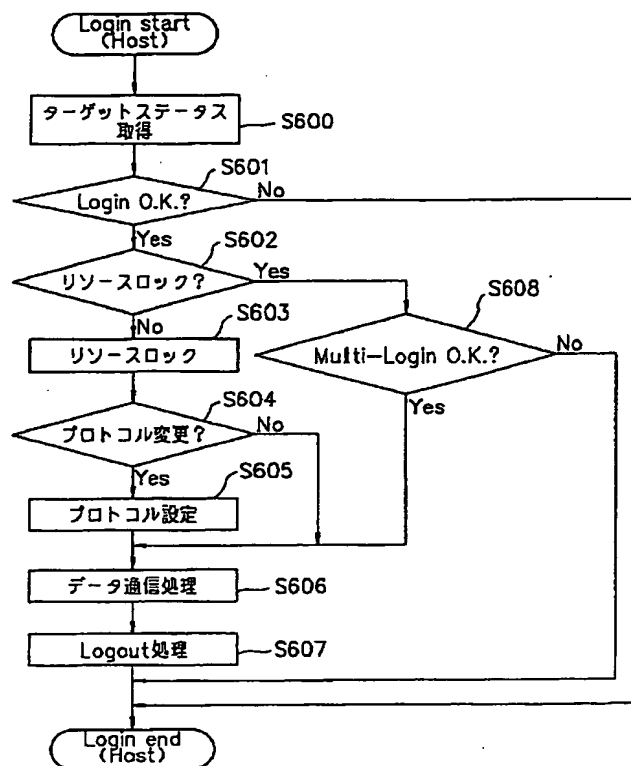 Login start
(Host)
ターゲットステータス
取得
S600
S601
Login O.K.?
No
Yes
S602
リソースロック?
Yes
No
S603
S608
リソースロック
Multi-Login O.K.?
No
Yes
S604
プロトコル変更?
No
Yes
S605
プロトコル設定
データ通信処理
S606
Logout処理
S607
Login end
(Host)